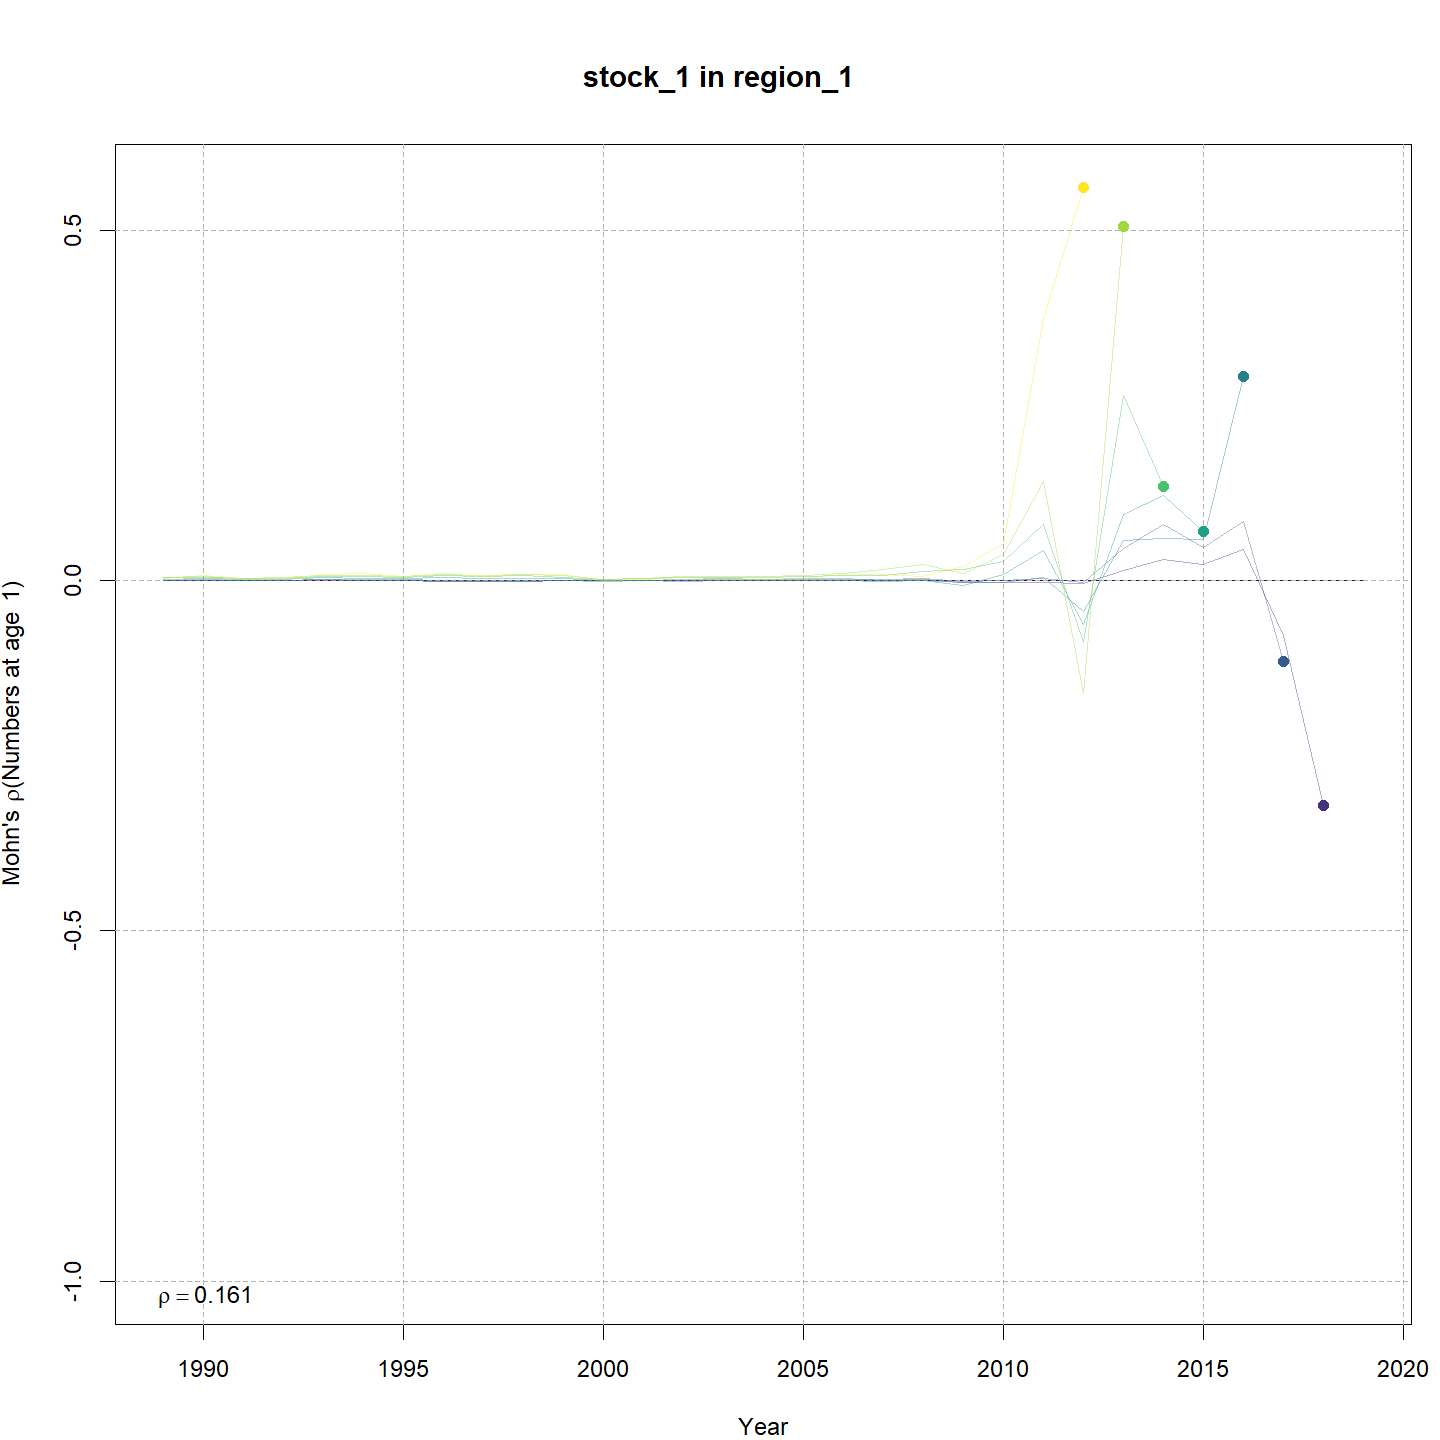 stock_1 in region_1
Mohn's ρ(Numbers at age 1)
0.5
0.0
-0.5
-1.0
ρ = 0.161
1990 1995 2000 2005 2010 2015 2020
Year